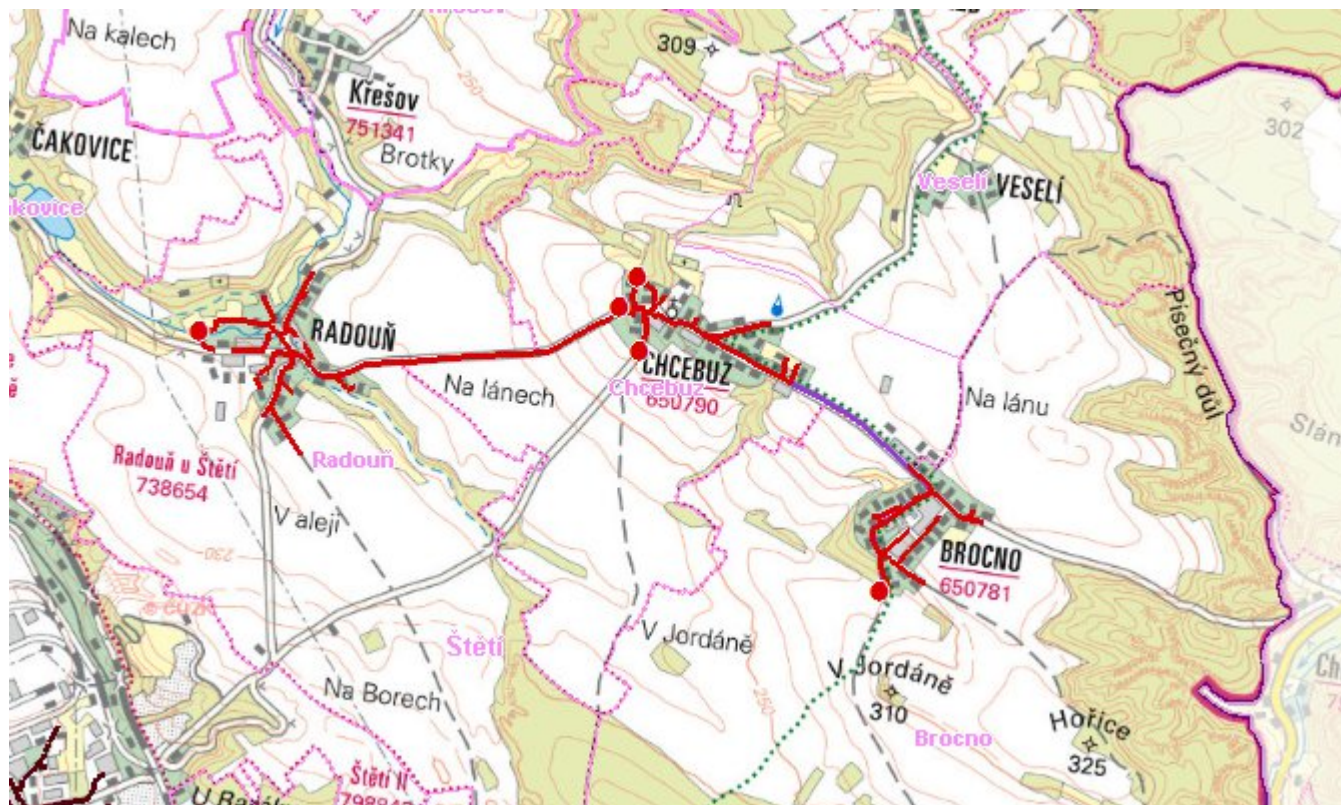 Na kalech
309
Křešov
751341
ČAKOVICE
Brotky
302
Veselí
VESELÍ
Písečný důl
RADOUŇ
CHCEBUZ
Na lánech
Chcebuz
650790
Na lánu
Radouň u Štětí
738654
Radouň
V aleji
230
BROCNO
650781
V Jordáně
Štětí
Na Borech
250
V Jordáně
310
Hořice
325
Brocno
Štětí II